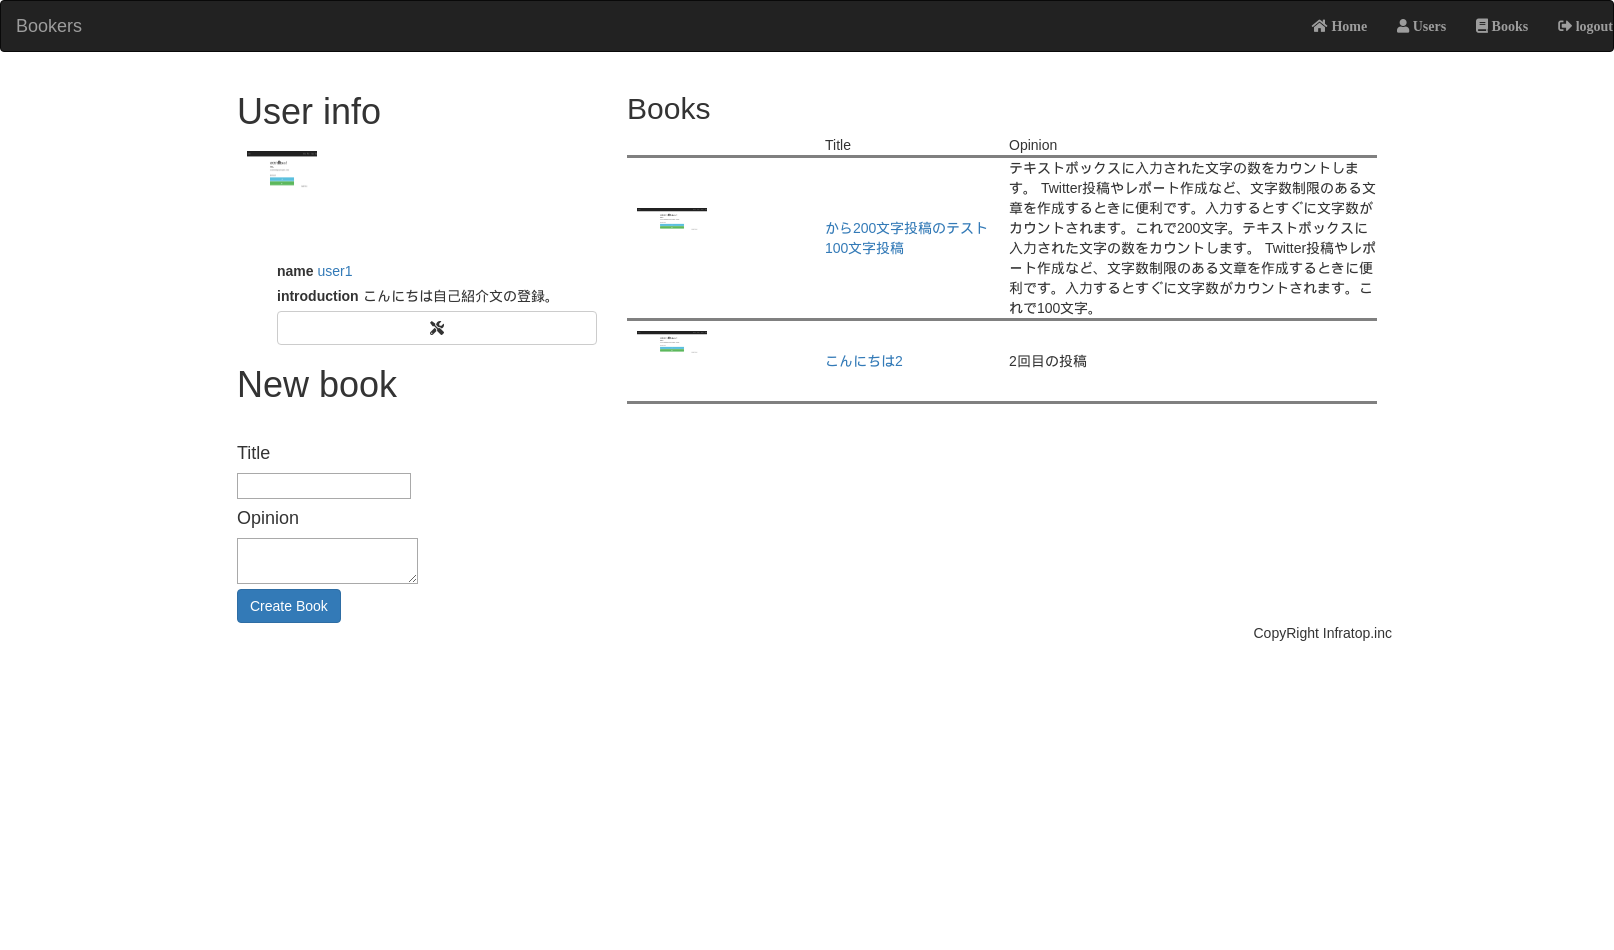 Bookers
Home
Users
Books
logout
User info
name user1
introduction こんにちは自己紹介文の登録。
New book
Title
Opinion
Create Book
Books
Title
Opinion
から200文字投稿のテスト
100文字投稿
テキストボックスに入力された文字の数をカウントしま
す。 Twitter投稿やレポート作成など、文字数制限のある文
章を作成するときに便利です。入力するとすぐに文字数が
カウントされます。これで200文字。テキストボックスに
入力された文字の数をカウントします。 Twitter投稿やレポ
ート作成など、文字数制限のある文章を作成するときに便
利です。入力するとすぐに文字数がカウントされます。こ
れで100文字。
こんにちは2
2回目の投稿
CopyRight Infratop.inc